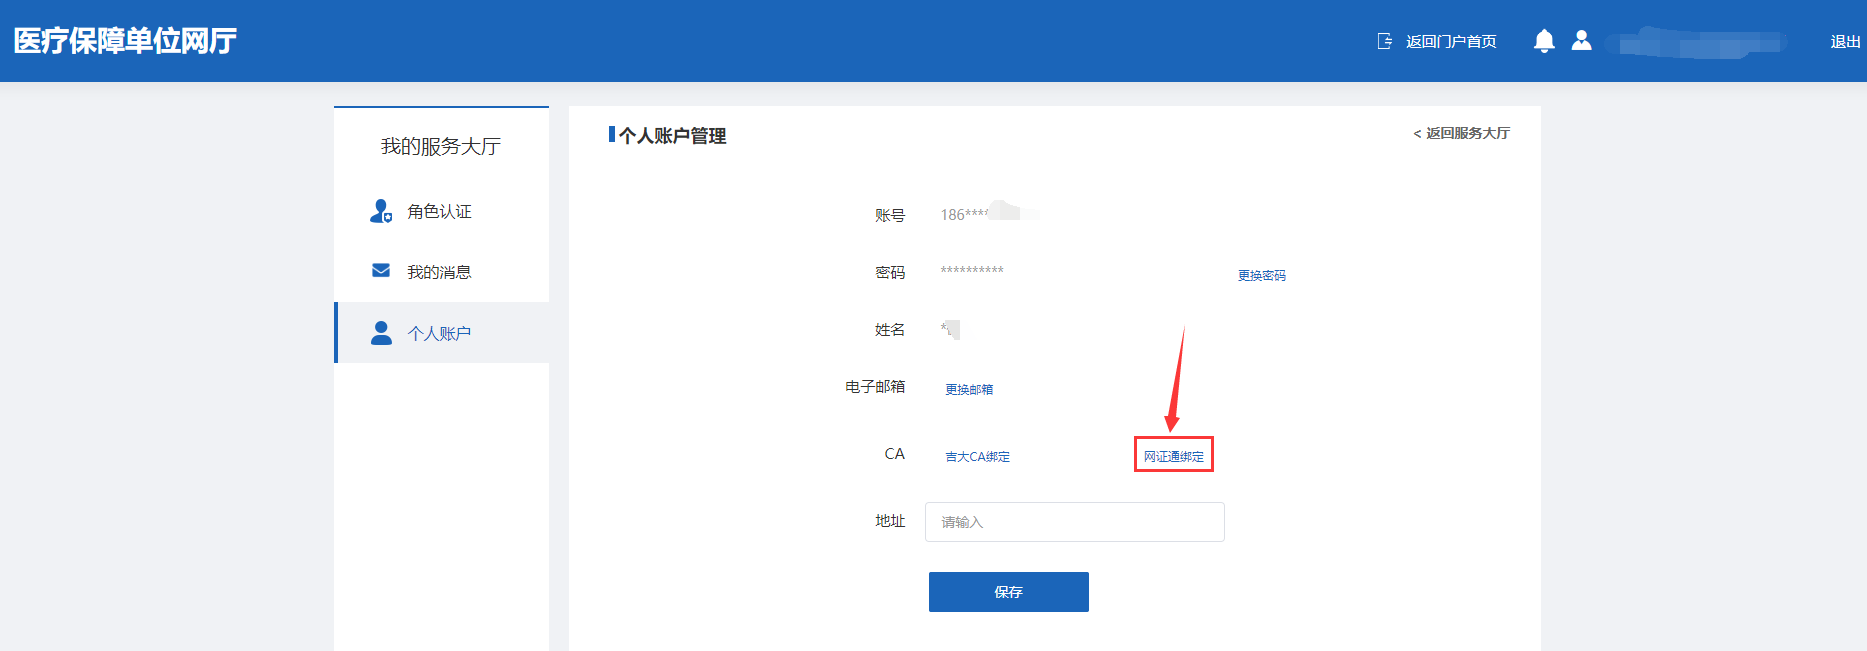 医疗保障单位网厅
返回门户首页
退出
我的服务大厅
角色认证
我的消息
个人账户
个人账户管理
< 返回服务大厅
账号 186****
密码 ********** 更换密码
姓名 *
电子邮箱 更换邮箱
CA 吉大CA绑定 网证通绑定
地址 请输入
保存